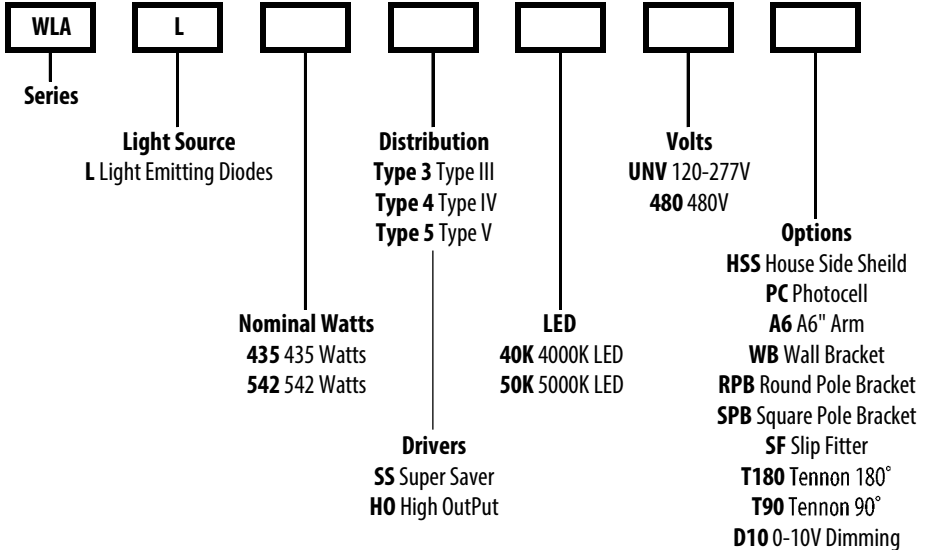 WLA
L
Series
Light Source
L Light Emitting Diodes
Nominal Watts
435 435 Watts
542 542 Watts
Distribution
Type 3 Type III
Type 4 Type IV
Type 5 Type V
Drivers
SS Super Saver
HO High OutPut
LED
40K 4000K LED
50K 5000K LED
Volts
UNV 120-277V
480 480V
Options
HSS House Side Sheild
PC Photocell
A6 A6" Arm
WB Wall Bracket
RPB Round Pole Bracket
SPB Square Pole Bracket
SF Slip Fitter
T180 Tennon 180°
T90 Tennon 90°
D10 0-10V Dimming